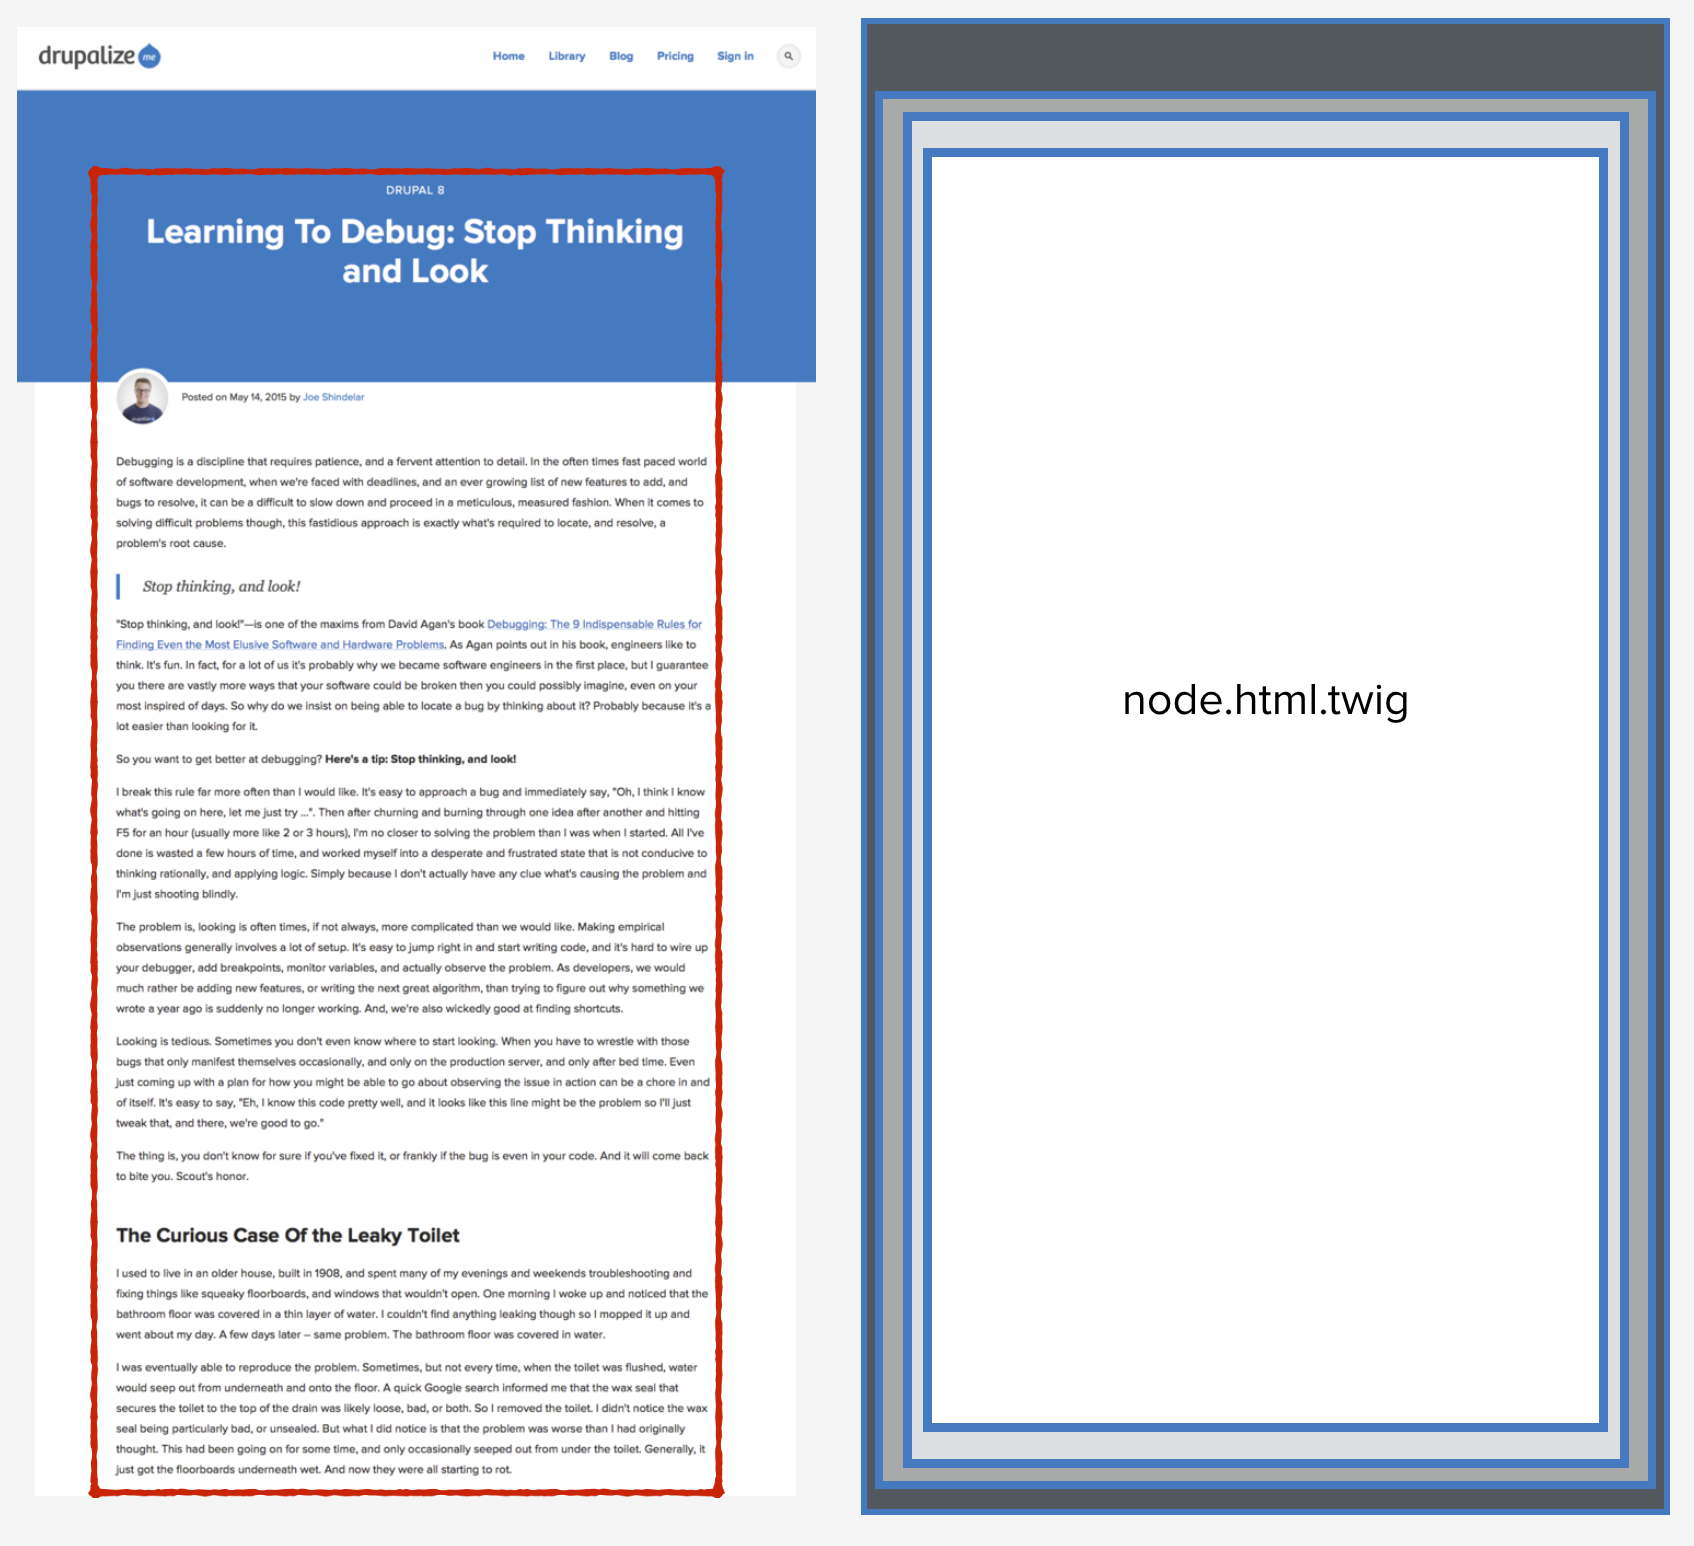 drupalize me
Home Library Blog Pricing Sign in
DRUPAL 8
Learning To Debug: Stop Thinking
and Look
Posted on May 14, 2015 by Joe Shindelar
Debugging is a discipline that requires patience, and a fervent attention to detail. In the often times fast paced world
of software development, when we're faced with deadlines, and an ever growing list of new features to add, and
bugs to resolve, it can be a difficult to slow down and proceed in a meticulous, measured fashion. When it comes to
solving difficult problems though, this fastidious approach is exactly what's required to locate, and resolve, a
problem's root cause.
Stop thinking, and look!
"Stop thinking, and look!"—is one of the maxims from David Agan's book Debugging: The 9 Indispensable Rules for
Finding Even the Most Elusive Software and Hardware Problems. As Agan points out in his book, engineers like to
think. It's fun. In fact, for a lot of us it's probably why we became software engineers in the first place, but I guarantee
you there are vastly more ways that your software could be broken then you could possibly imagine, even on your
most inspired of days. So why do we insist on being able to locate a bug by thinking about it? Probably because it's a
lot easier than looking for it.
So you want to get better at debugging? Here's a tip: Stop thinking, and look!
I break this rule far more often than I would like. It's easy to approach a bug and immediately say, "Oh, I think I know
what's going on here, let me just try ...". Then after churning and burning through one idea after another and hitting
F5 for an hour (usually more like 2 or 3 hours), I'm no closer to solving the problem than I was when I started. All I've
done is wasted a few hours of time, and worked myself into a desperate and frustrated state that is not conducive to
thinking rationally, and applying logic. Simply because I don't actually have any clue what's causing the problem and
I'm just shooting blindly.
The problem is, looking is often times, if not always, more complicated than we would like. Making empirical
observations generally involves a lot of setup. It's easy to jump right in and start writing code, and it's hard to wire up
your debugger, add breakpoints, monitor variables, and actually observe the problem. As developers, we would
much rather be adding new features, or writing the next great algorithm, than trying to figure out why something we
wrote a year ago is suddenly no longer working. And, we're also wickedly good at finding shortcuts.
Looking is tedious. Sometimes you don't even know where to start looking. When you have to wrestle with those
bugs that only manifest themselves occasionally, and only on the production server, and only after bed time. Even
just coming up with a plan for how you might be able to go about observing the issue in action can be a chore in and
of itself. It's easy to say, "Eh, I know this code pretty well, and it looks like this line might be the problem so I'll just
tweak that, and there, we're good to go."
The thing is, you don't know for sure if you've fixed it, or frankly if the bug is even in your code. And it will come back
to bite you. Scout's honor.
The Curious Case Of the Leaky Toilet
I used to live in an older house, built in 1908, and spent many of my evenings and weekends troubleshooting and
fixing things like squeaky floorboards, and windows that wouldn't open. One morning I woke up and noticed that the
bathroom floor was covered in a thin layer of water. I couldn't find anything leaking though so I mopped it up and
went about my day. A few days later – same problem. The bathroom floor was covered in water.
I was eventually able to reproduce the problem. Sometimes, but not every time, when the toilet was flushed, water
would seep out from underneath and onto the floor. A quick Google search informed me that the wax seal that
secures the toilet to the top of the drain was likely loose, bad, or both. So I removed the toilet. I didn't notice the wax
seal being particularly bad, or unsealed. But what I did notice is that the problem was worse than I had originally
thought. This had been going on for some time, and only occasionally seeped out from under the toilet. Generally, it
just got the floorboards underneath wet. And now they were all starting to rot.
node.html.twig